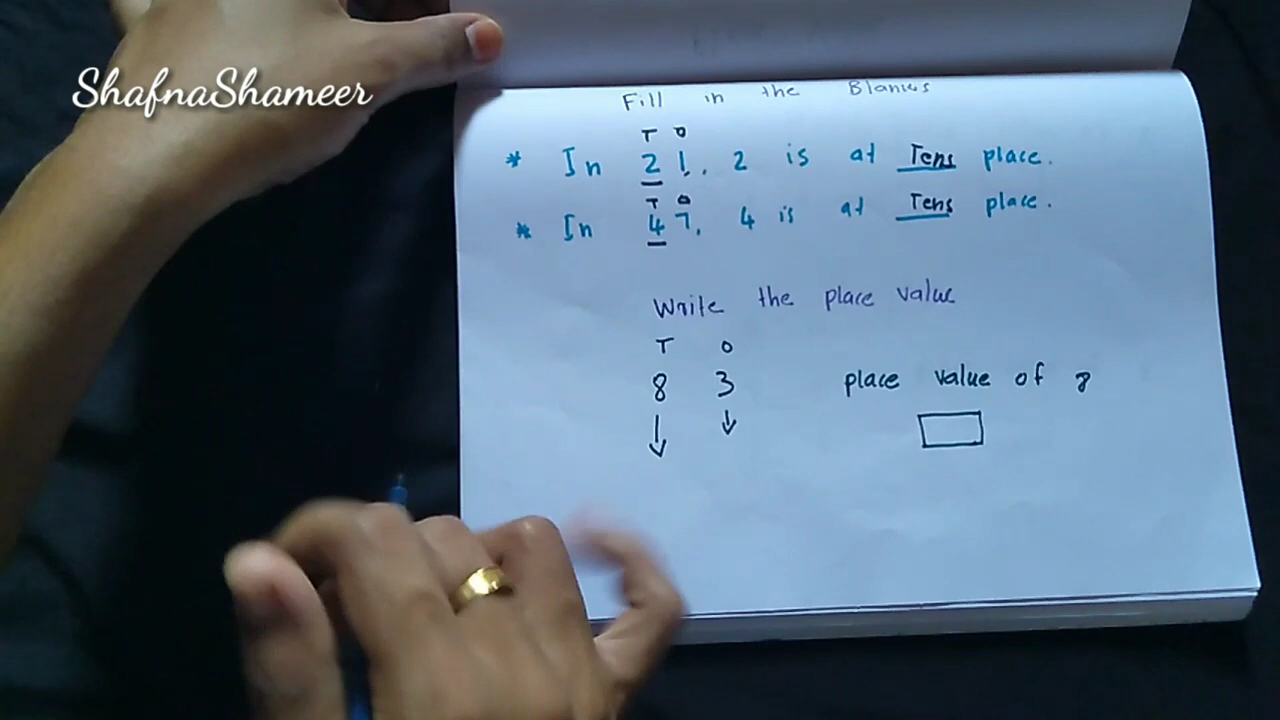 ShafnaShameer
Fill in the Blanks
T O
* In 21, 2 is at Tens place.
T O
* In 47, 4 is at Tens place.
Write the place value
T O
8 3 place value of 8
↓ ↓